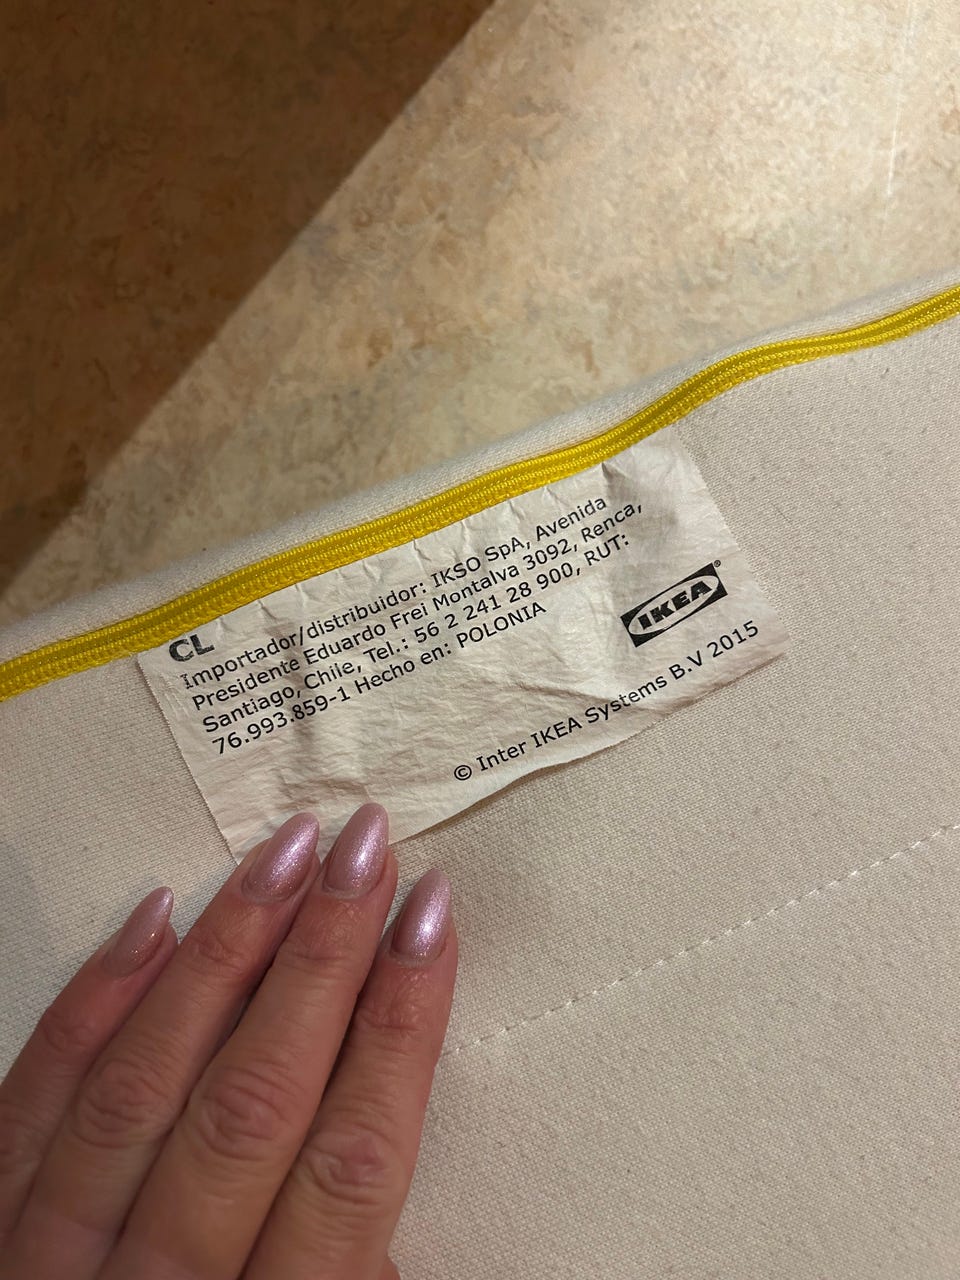 CL
Importador/distribuidor: IKSO SpA, Avenida
Presidente Eduardo Frei Montalva 3092, Renca,
Santiago, Chile, Tel.: 56 2 241 28 900, RUT:
76.993.859-1 Hecho en: POLONIA
IKEA®
© Inter IKEA Systems B.V 2015